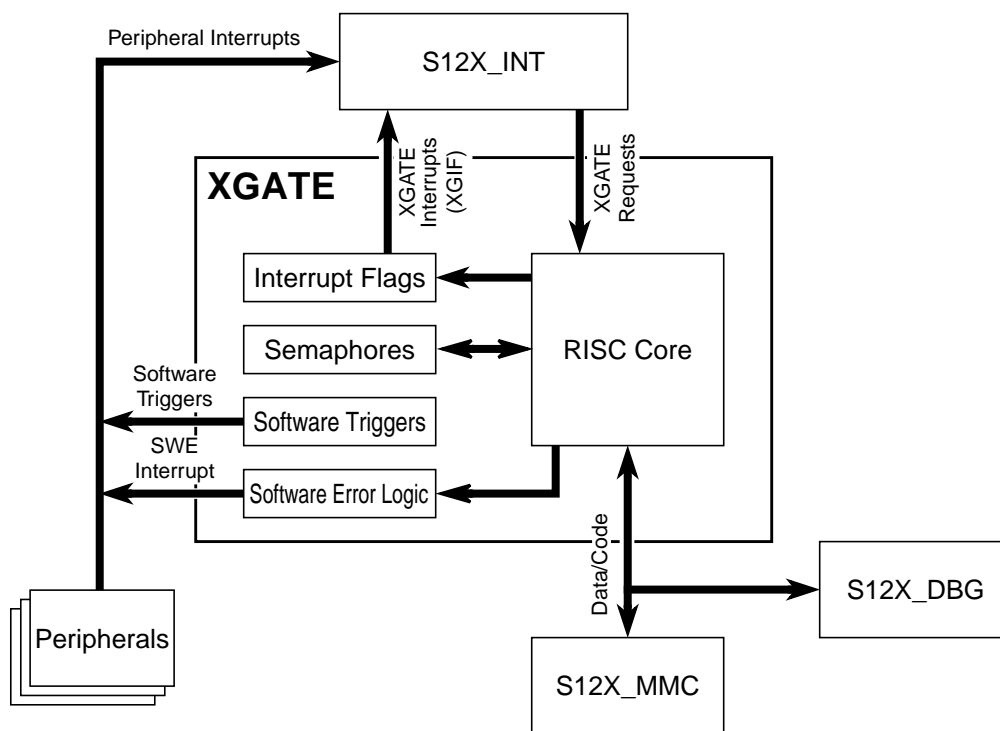 Peripheral Interrupts
S12X_INT
XGATE
Interrupts
(XGIF)
XGATE
Requests
XGATE
Interrupt Flags
Semaphores
RISC Core
Software
Triggers
Software Triggers
SWE
Interrupt
Software Error Logic
Data/Code
S12X_DBG
Peripherals
S12X_MMC